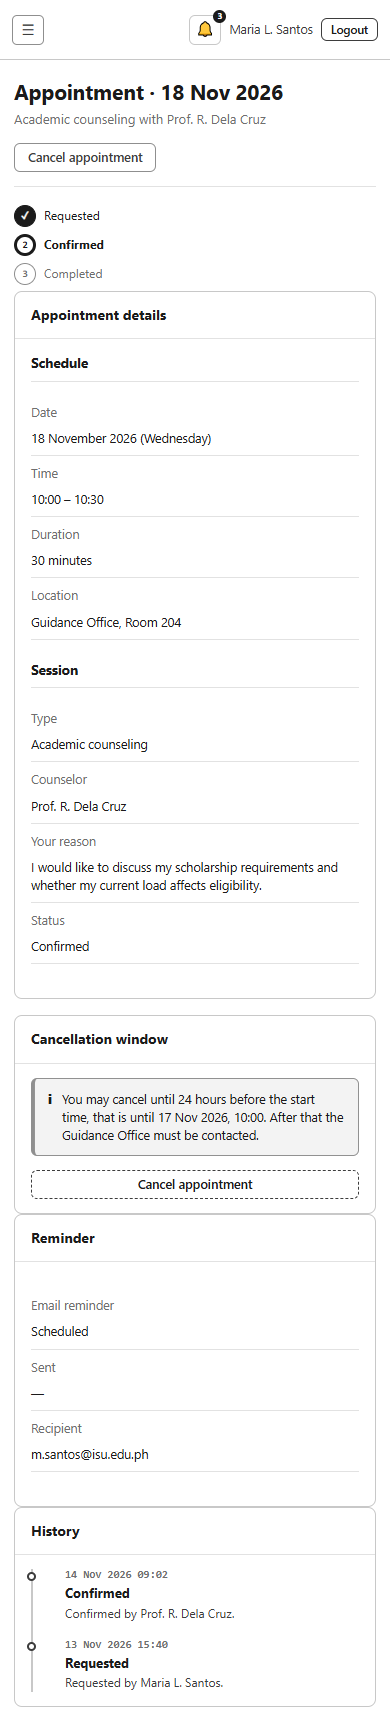 ☰ 🔔 3 Maria L. Santos Logout
Appointment · 18 Nov 2026
Academic counseling with Prof. R. Dela Cruz
Cancel appointment
✓ Requested
2 Confirmed
3 Completed
Appointment details
Schedule
Date
18 November 2026 (Wednesday)
Time
10:00 – 10:30
Duration
30 minutes
Location
Guidance Office, Room 204
Session
Type
Academic counseling
Counselor
Prof. R. Dela Cruz
Your reason
I would like to discuss my scholarship requirements and
whether my current load affects eligibility.
Status
Confirmed
Cancellation window
i You may cancel until 24 hours before the start
time, that is until 17 Nov 2026, 10:00. After that the
Guidance Office must be contacted.
Cancel appointment
Reminder
Email reminder
Scheduled
Sent
—
Recipient
m.santos@isu.edu.ph
History
14 Nov 2026 09:02
Confirmed
Confirmed by Prof. R. Dela Cruz.
13 Nov 2026 15:40
Requested
Requested by Maria L. Santos.